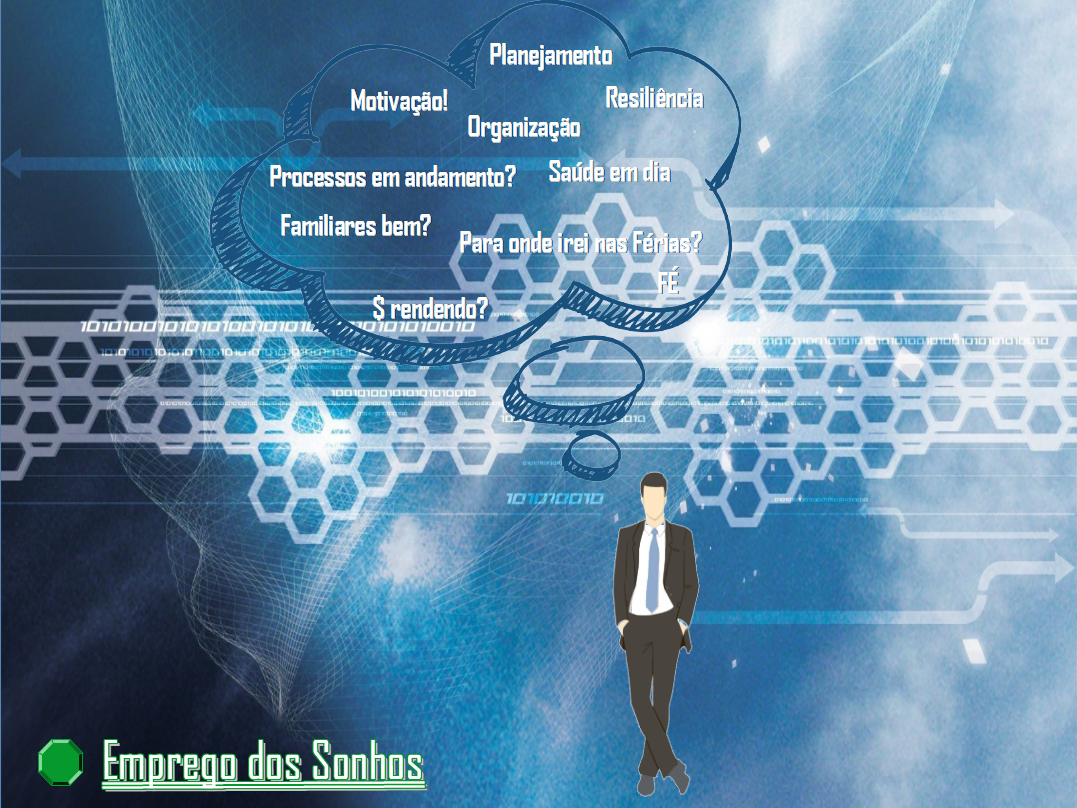 Planejamento
Motivação!
Resiliência
Organização
Processos em andamento?
Saúde em dia
Familiares bem?
Para onde irei nas Férias?
FÉ
$ rendendo?
101010010
Emprego dos Sonhos